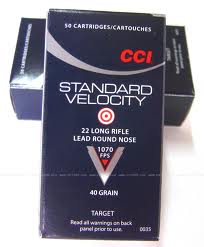 50 CARTRIDGES/CARTOUCHES
CCI
STANDARD
VELOCITY
22 LONG RIFLE
LEAD ROUND NOSE
1070
FPS
40 GRAIN
TARGET
Read all warnings on back
panel prior to use.
0035